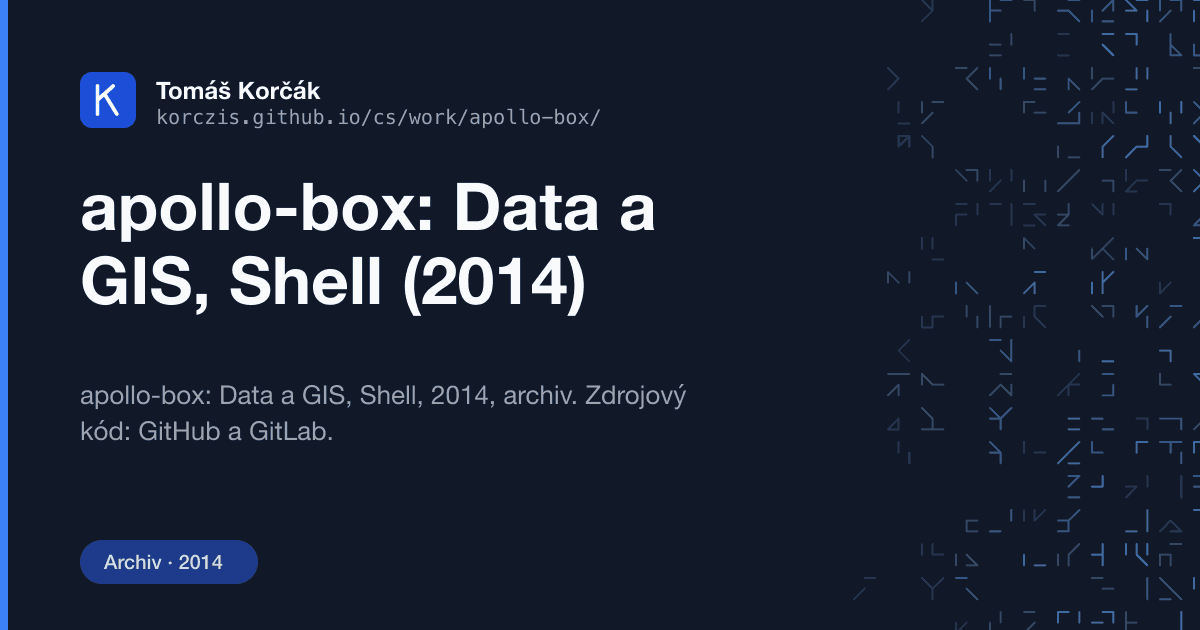 K
Tomáš Korčák
korczis.github.io/cs/work/apollo-box/
apollo-box: Data a
GIS, Shell (2014)
apollo-box: Data a GIS, Shell, 2014, archiv. Zdrojový
kód: GitHub a GitLab.
Archiv · 2014